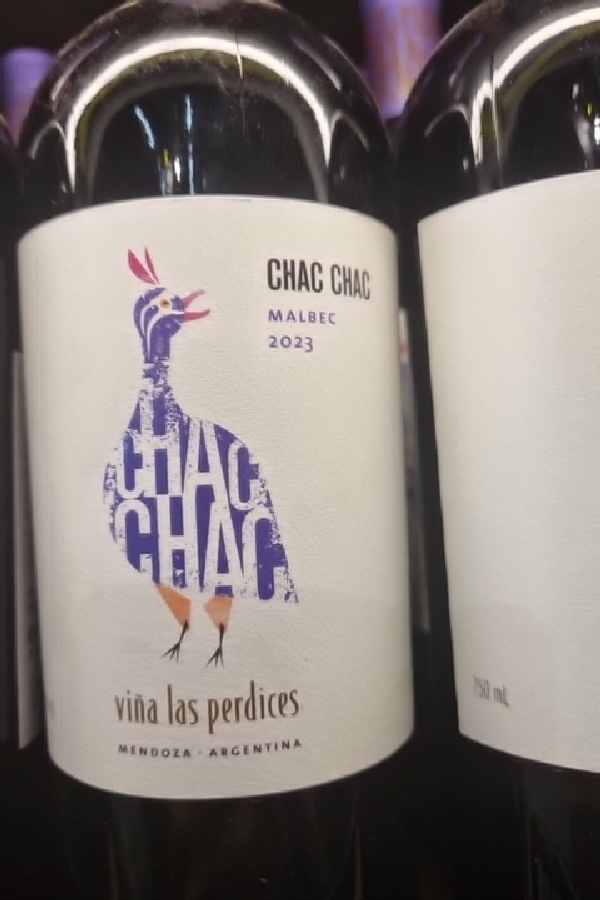 CHAC CHAC
MALBEC
2023
CHAC
CHAC
viña las perdices
MENDOZA · ARGENTINA
750 mL